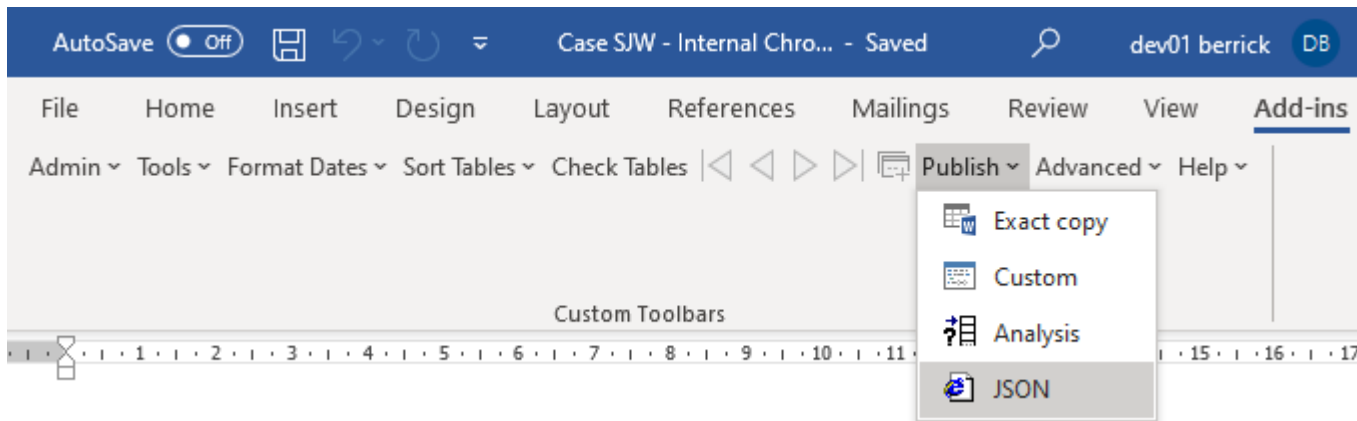 AutoSave Off Case SJW - Internal Chro... - Saved dev01 berrick DB
File Home Insert Design Layout References Mailings Review View Add-ins
Admin Tools Format Dates Sort Tables Check Tables Publish Advanced Help
Exact copy
Custom
Custom Toolbars
Analysis
1 2 3 4 5 6 7 8 9 10 11 15 16 17
JSON